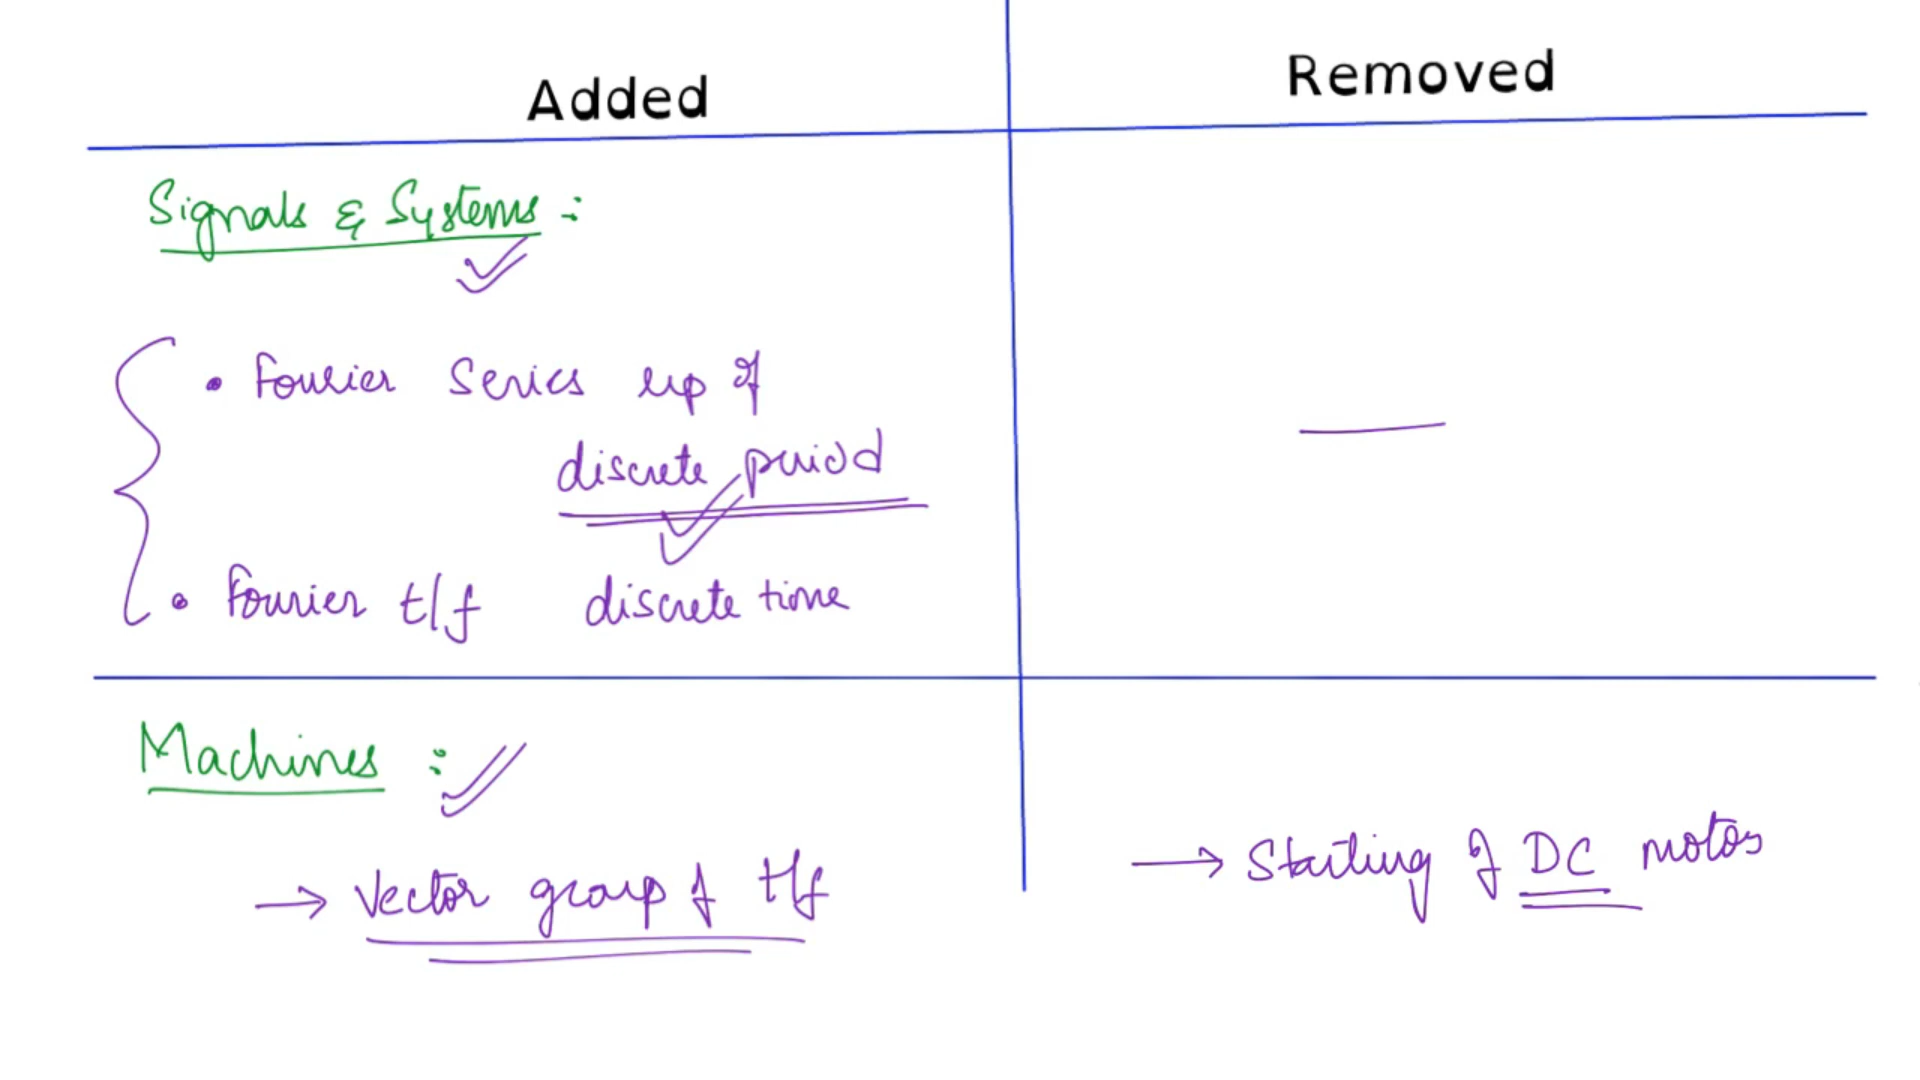 Added
Removed
Signals & Systems :
• Fourier Series rep of
discrete period
• Fourier t/f discrete time
Machines :
→ Vector group of t/f
→ Starting of DC motors